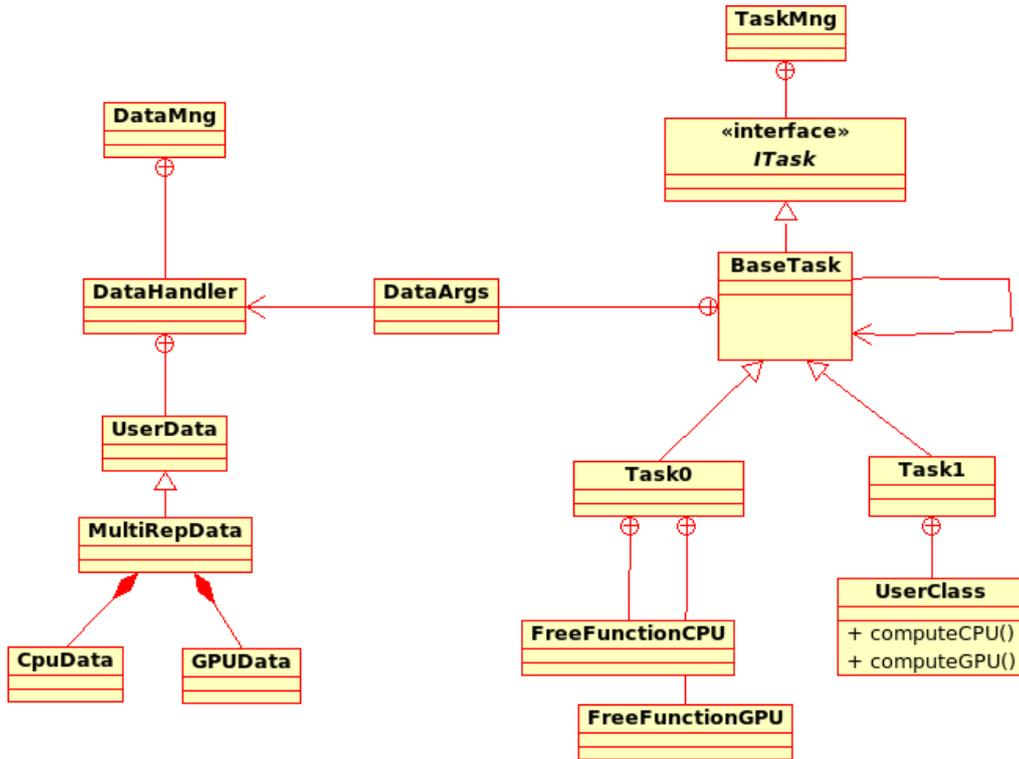 TaskMng
DataMng
«interface»
ITask
BaseTask
DataHandler
DataArgs
UserData
Task0
Task1
MultiRepData
UserClass
+ computeCPU()
+ computeGPU()
FreeFunctionCPU
CpuData
GPUData
FreeFunctionGPU